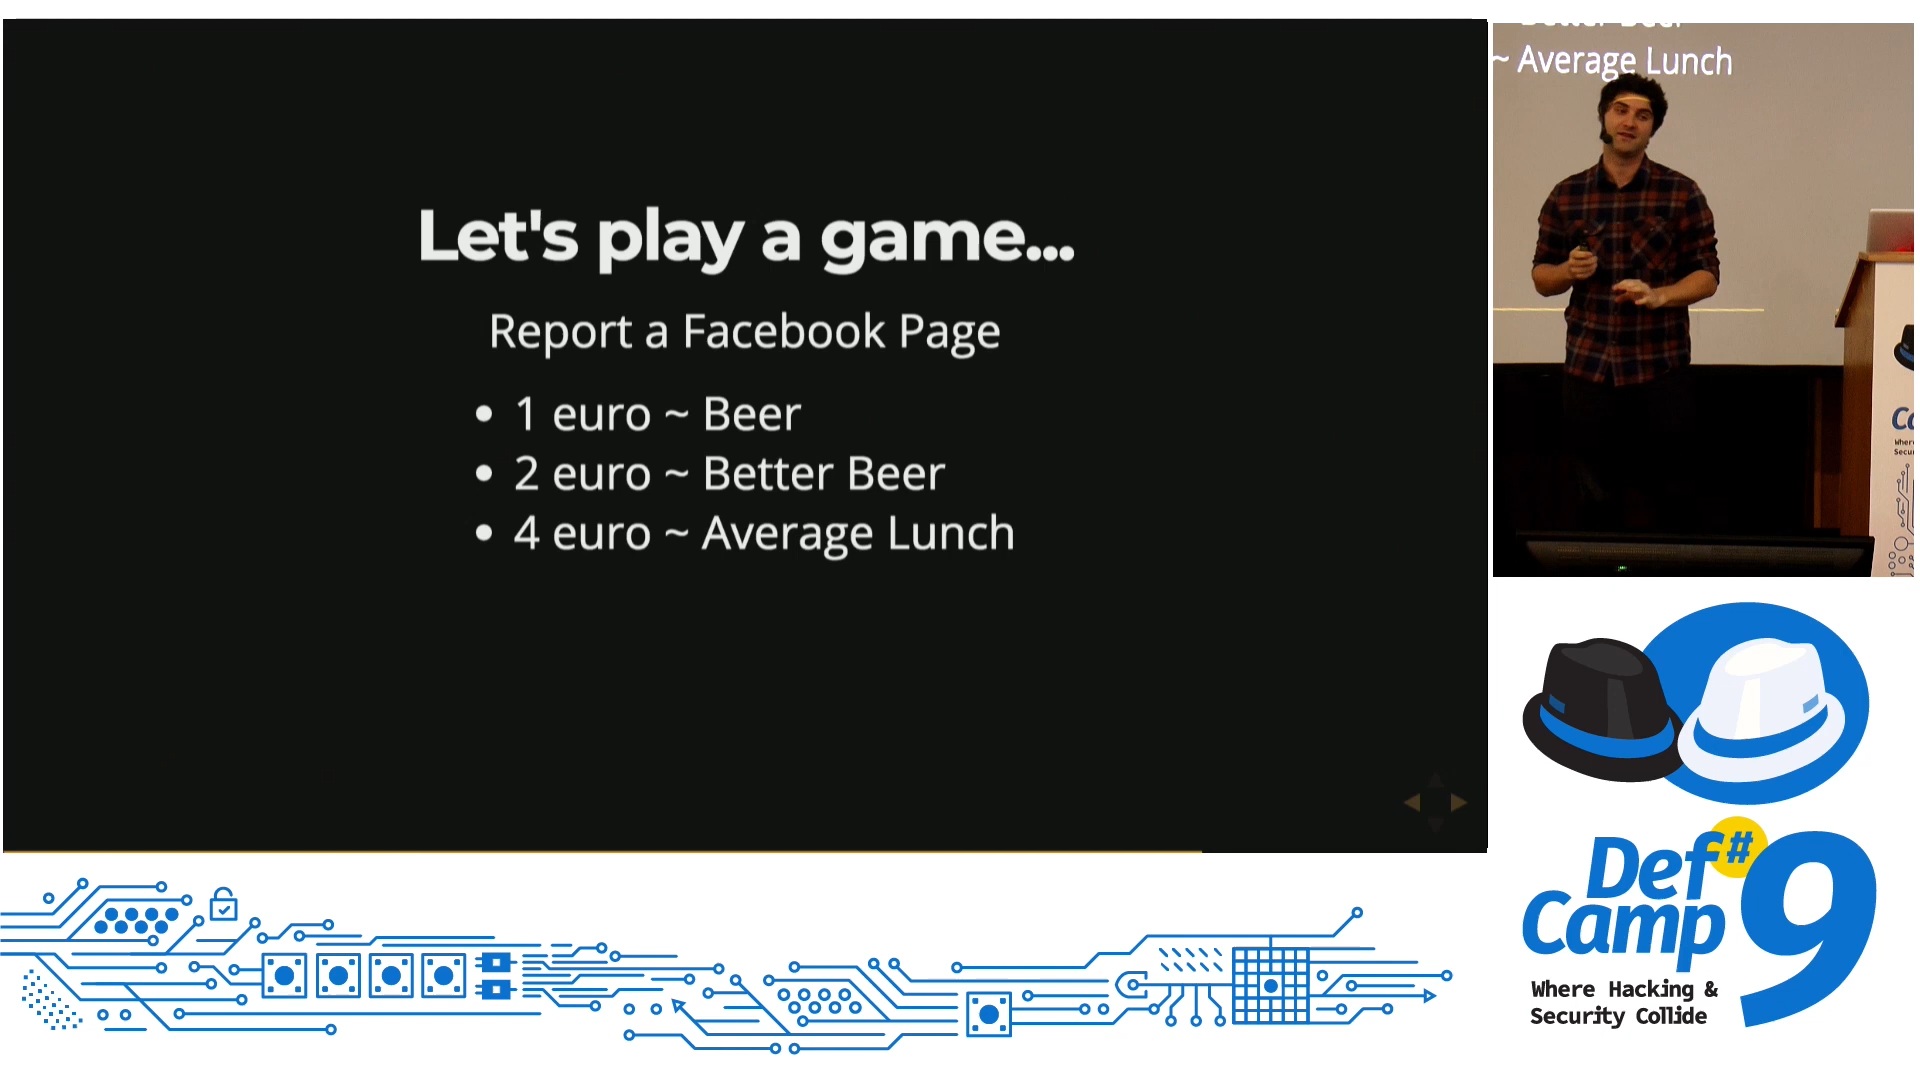 Let's play a game...
Report a Facebook Page
• 1 euro ~ Beer
• 2 euro ~ Better Beer
• 4 euro ~ Average Lunch
~ Average Lunch
Def
Camp
#9
Where Hacking &
Security Collide